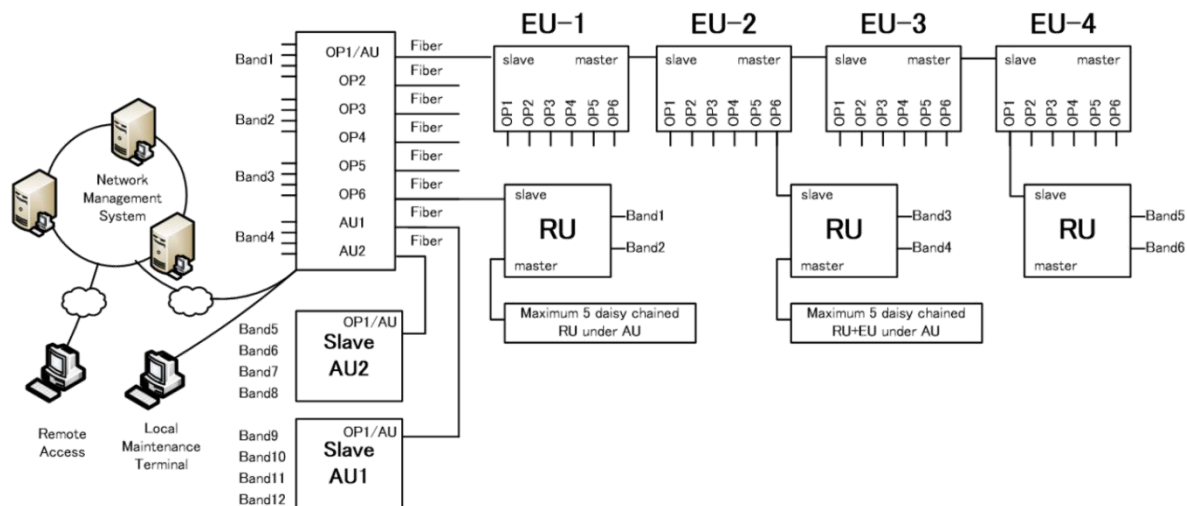 EU-1
EU-2
EU-3
EU-4
Band1
Band2
Band3
Band4
OP1/AU
OP2
OP3
OP4
OP5
OP6
AU1
AU2
Fiber
Fiber
Fiber
Fiber
Fiber
Fiber
Fiber
Fiber
slave master
OP1 OP2 OP3 OP4 OP5 OP6
slave master
OP1 OP2 OP3 OP4 OP5 OP6
slave master
OP1 OP2 OP3 OP4 OP5 OP6
slave master
OP1 OP2 OP3 OP4 OP5 OP6
Network
Management
System
slave
RU
master
Band1
Band2
slave
RU
master
Band3
Band4
slave
RU
master
Band5
Band6
Maximum 5 daisy chained
RU under AU
Maximum 5 daisy chained
RU+EU under AU
Band5
Band6
Band7
Band8
OP1/AU
Slave
AU2
Band9
Band10
Band11
Band12
OP1/AU
Slave
AU1
Remote
Access
Local
Maintenance
Terminal